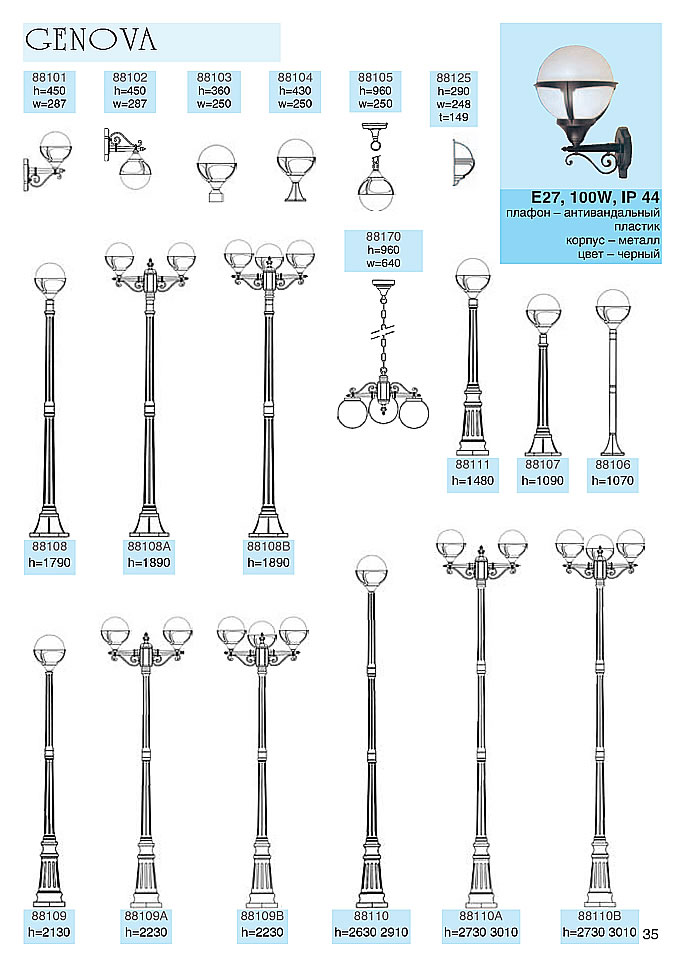 GENOVA
88101
h=450
w=287
88102
h=450
w=287
88103
h=360
w=250
88104
h=430
w=250
88105
h=960
w=250
88125
h=290
w=248
t=149
E27, 100W, IP 44
плафон – антивандальный
пластик
корпус – металл
цвет – черный
88170
h=960
w=640
88111
h=1480
88107
h=1090
88106
h=1070
88108
h=1790
88108A
h=1890
88108B
h=1890
88109
h=2130
88109A
h=2230
88109B
h=2230
88110
h=2630 2910
88110A
h=2730 3010
88110B
h=2730 3010
35